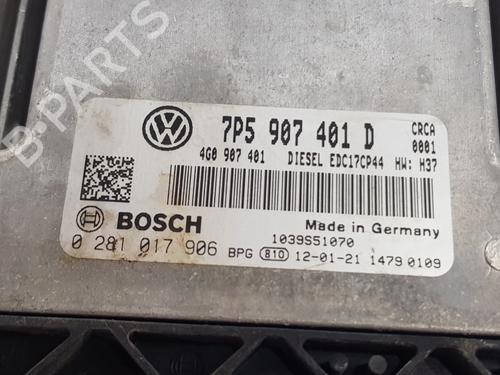 B-PARTS
7P5 907 401 D
CRCA
0001
4G0 907 401 DIESEL EDC17CP44 HW: H37
BOSCH
Made in Germany
1039S51070
0 281 017 906 BPG 810 12-01-21 1479 0109